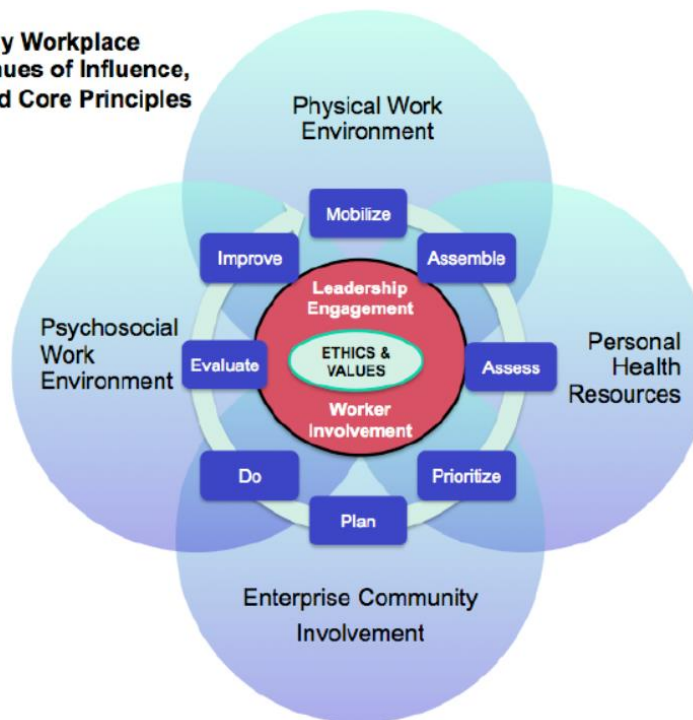 y Workplace
nues of Influence,
d Core Principles
Physical Work
Environment
Mobilize
Improve
Assemble
Leadership
Engagement
Psychosocial
Work
Environment
Evaluate
ETHICS &
VALUES
Assess
Personal
Health
Resources
Worker
Involvement
Do
Prioritize
Plan
Enterprise Community
Involvement